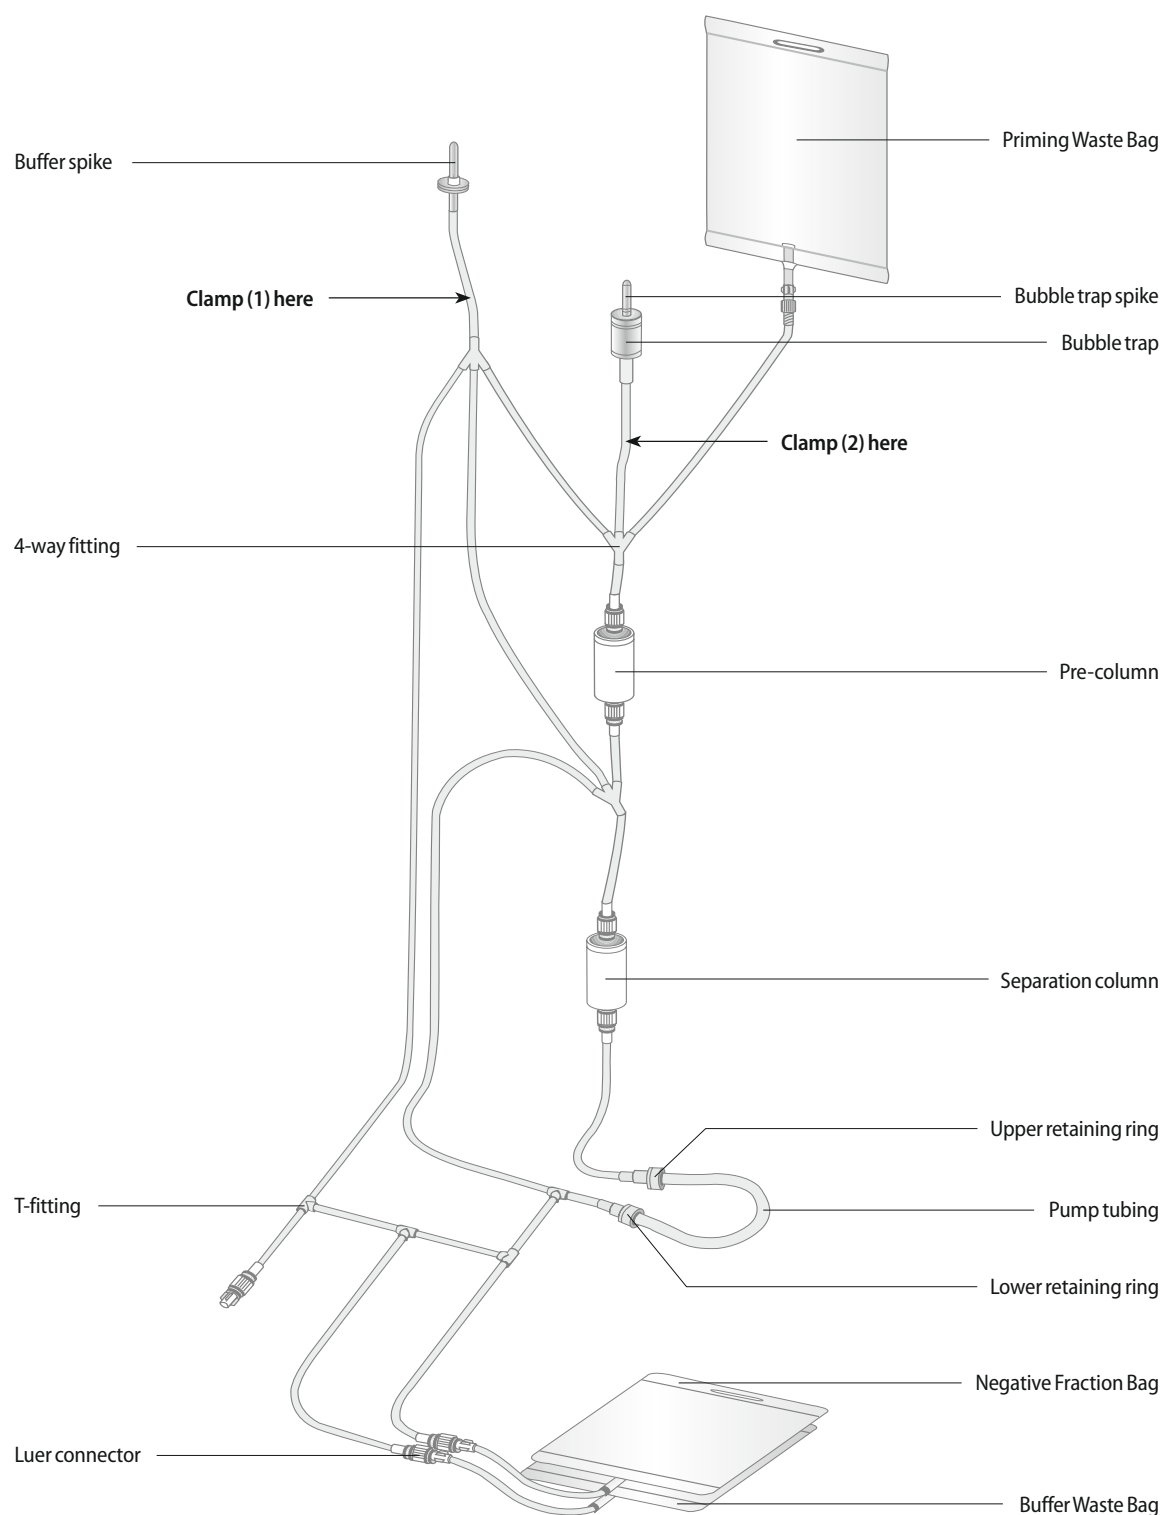 Priming Waste Bag
Buffer spike
Clamp (1) here
Bubble trap spike
Bubble trap
Clamp (2) here
4-way fitting
Pre-column
Separation column
Upper retaining ring
T-fitting
Pump tubing
Lower retaining ring
Negative Fraction Bag
Luer connector
Buffer Waste Bag